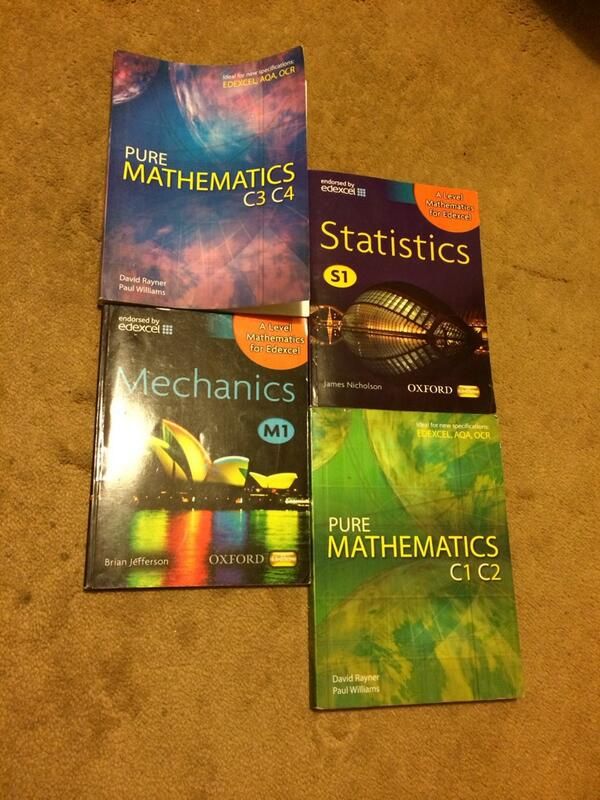 Ideal for new specifications:
EDEXCEL, AQA, OCR
PURE
MATHEMATICS
C3 C4
David Rayner
Paul Williams
endorsed by
edexcel
A Level
Mathematics
for Edexcel
Statistics
S1
James Nicholson
OXFORD
endorsed by
edexcel
A Level
Mathematics
for Edexcel
Mechanics
M1
Brian Jefferson
OXFORD
Ideal for new specifications:
EDEXCEL, AQA, OCR
PURE
MATHEMATICS
C1 C2
David Rayner
Paul Williams